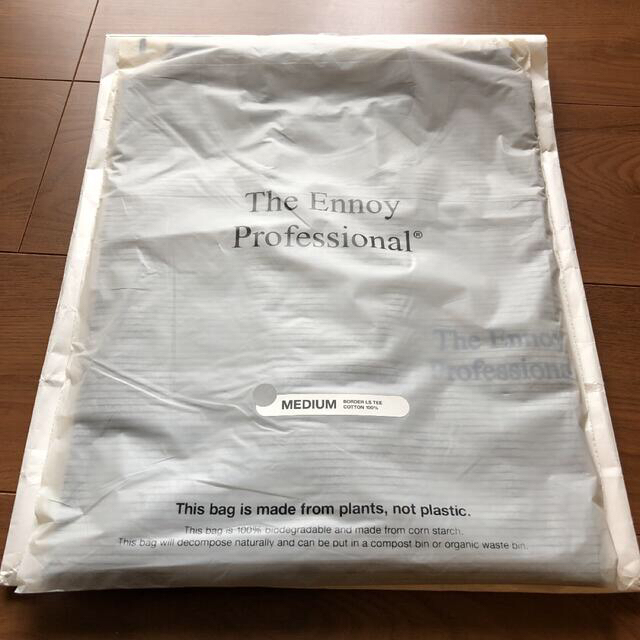 The Ennoy
Professional®
The Ennoy
Professional
MEDIUM
BORDER LS TEE
COTTON 100%
This bag is made from plants, not plastic.
This bag is 100% biodegradable and made from corn starch.
This bag will decompose naturally and can be put in a compost bin or organic waste bin.